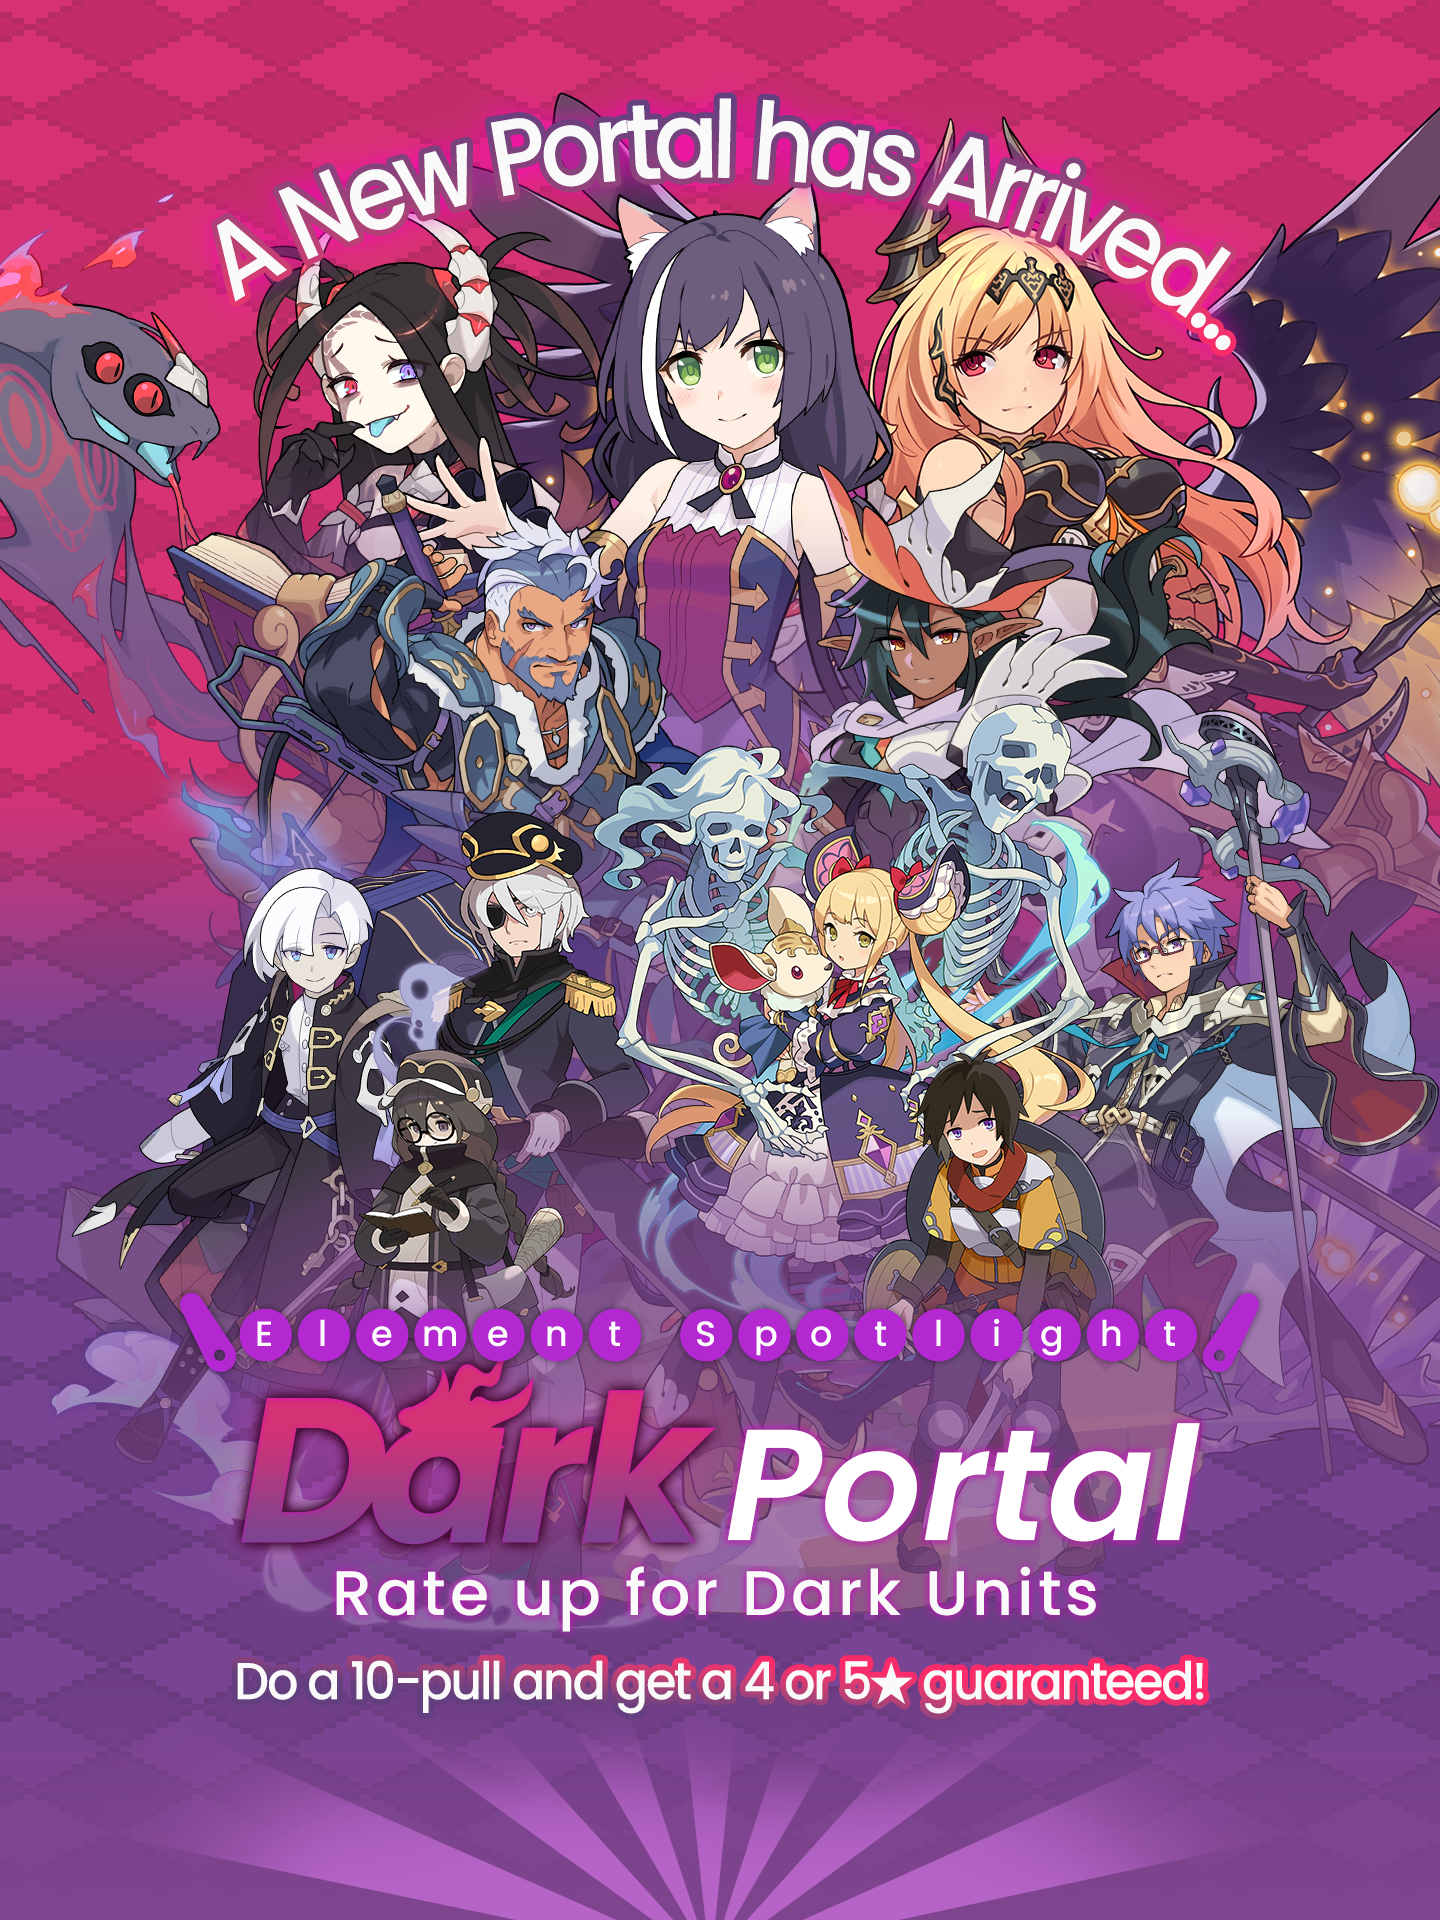 A New Portal has Arrived...
Element Spotlight
Dark Portal
Rate up for Dark Units
Do a 10-pull and get a 4 or 5★ guaranteed!